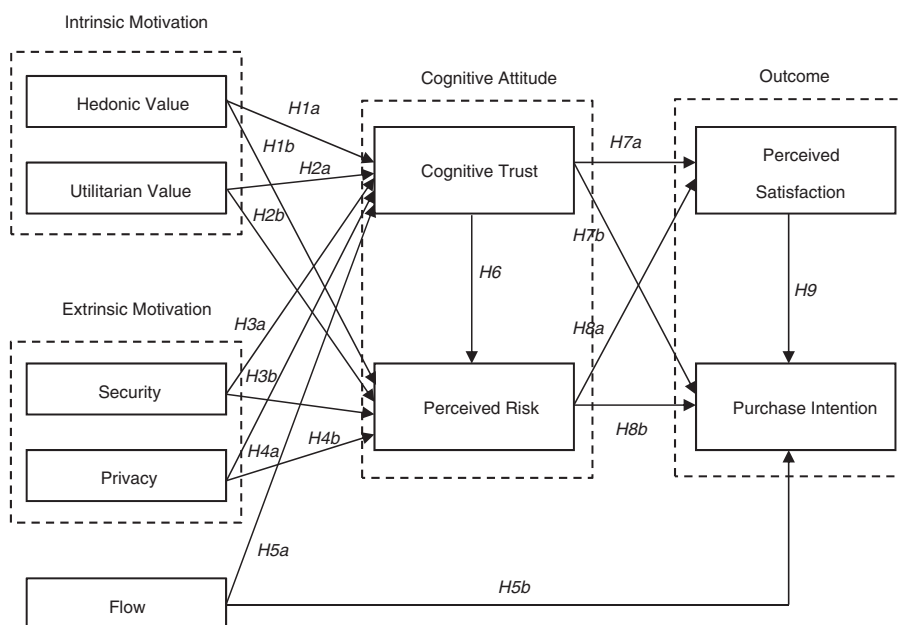 Intrinsic Motivation
Hedonic Value
Utilitarian Value
Extrinsic Motivation
Security
Privacy
Flow
H1a
H1b
H2a
H2b
H3a
H3b
H4a
H4b
H5a
H5b
Cognitive Attitude
Cognitive Trust
H6
Perceived Risk
H7a
H7b
H8a
H8b
Outcome
Perceived
Satisfaction
H9
Purchase Intention